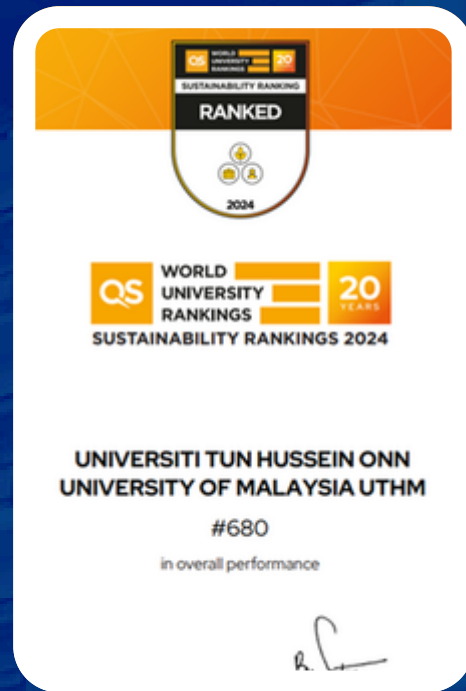 QS WORLD UNIVERSITY RANKINGS 20 YEARS
SUSTAINABILITY RANKING
RANKED
2024
QS
WORLD
UNIVERSITY
RANKINGS
20
YEARS
SUSTAINABILITY RANKINGS 2024
UNIVERSITI TUN HUSSEIN ONN
UNIVERSITY OF MALAYSIA UTHM
#680
in overall performance